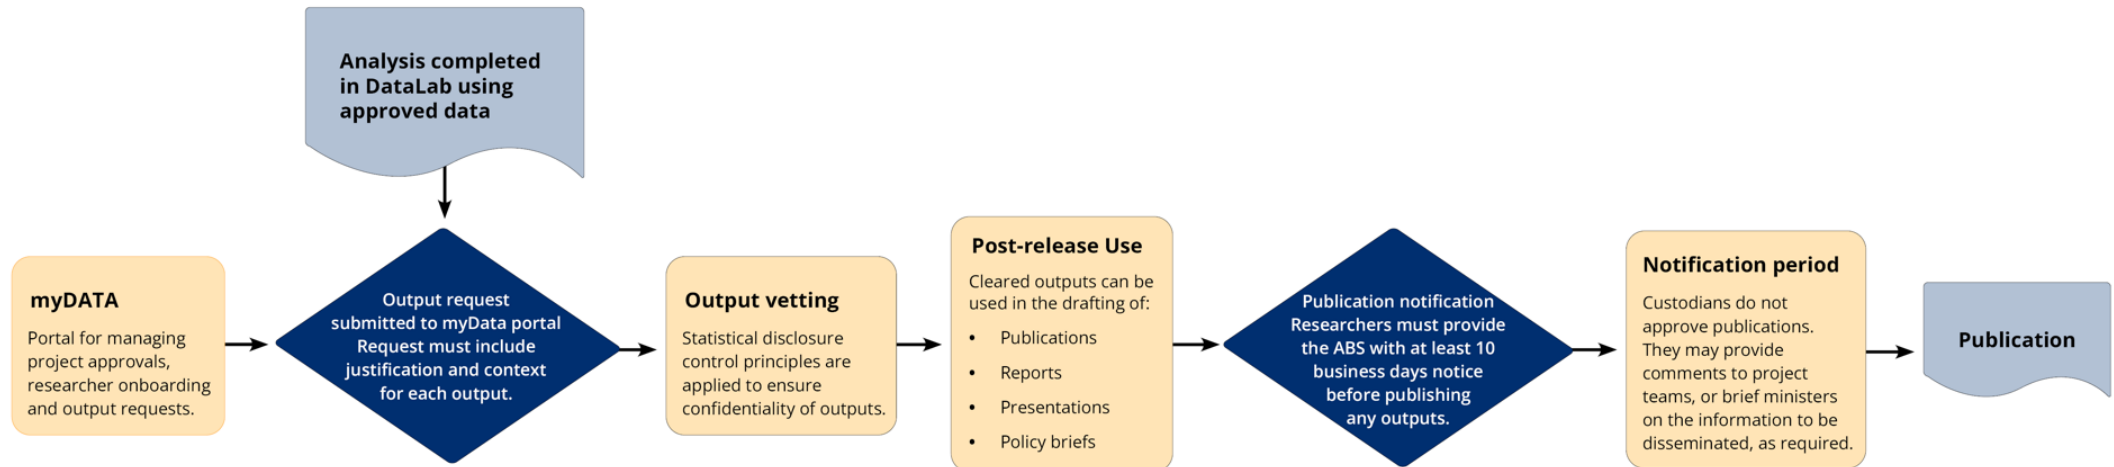 Analysis completed
in DataLab using
approved data
myDATA
Portal for managing
project approvals,
researcher onboarding
and output requests.
Output request
submitted to myData portal
Request must include
justification and context
for each output.
Output vetting
Statistical disclosure
control principles are
applied to ensure
confidentiality of outputs.
Post-release Use
Cleared outputs can be
used in the drafting of:
• Publications
• Reports
• Presentations
• Policy briefs
Publication notification
Researchers must provide
the ABS with at least 10
business days notice
before publishing
any outputs.
Notification period
Custodians do not
approve publications.
They may provide
comments to project
teams, or brief ministers
on the information to be
disseminated, as required.
Publication